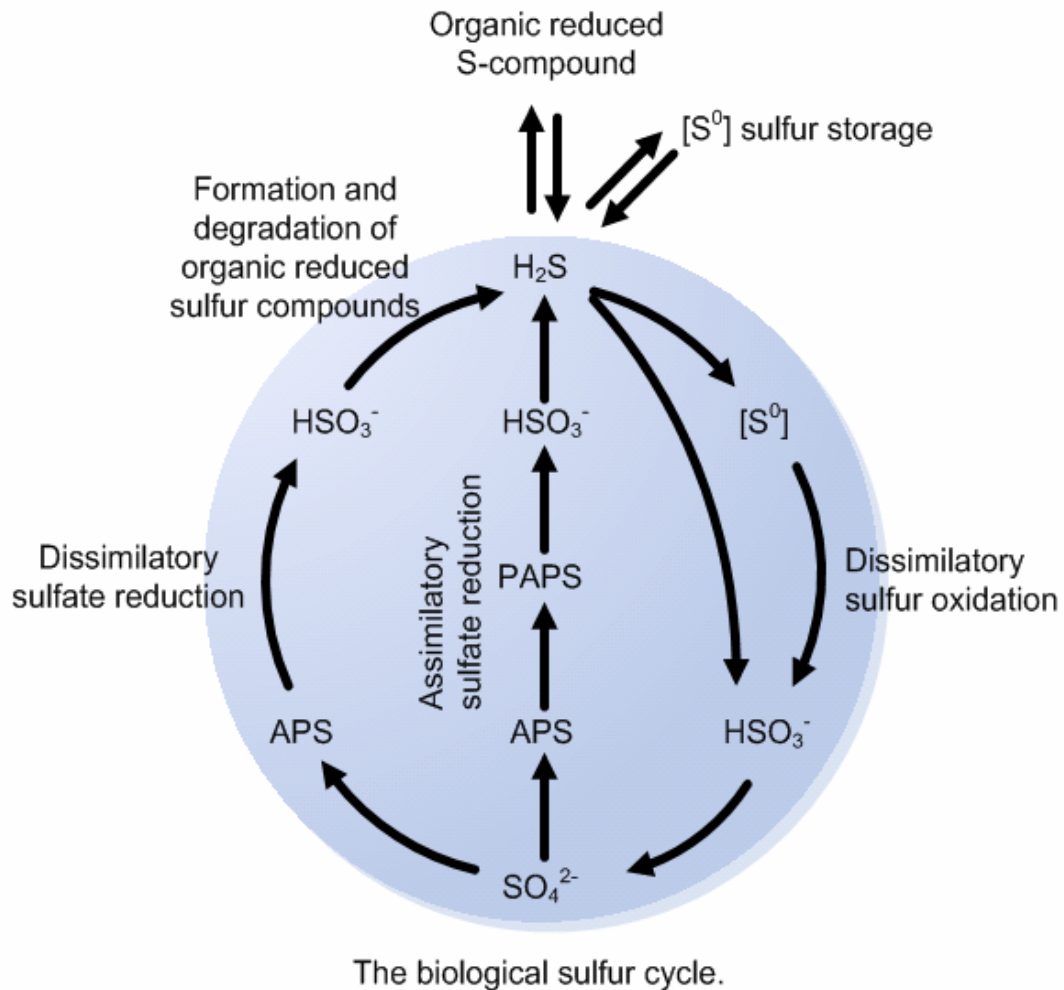 Organic reduced
S-compound
[S⁰] sulfur storage
Formation and
degradation of
organic reduced
sulfur compounds
H₂S
HSO₃⁻
HSO₃⁻
[S⁰]
Dissimilatory
sulfate reduction
Assimilatory
sulfate reduction
PAPS
Dissimilatory
sulfur oxidation
APS
APS
HSO₃⁻
SO₄²⁻
The biological sulfur cycle.